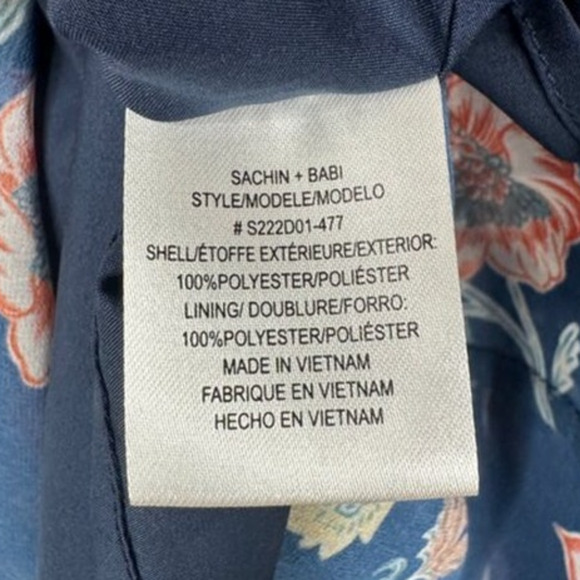 SACHIN + BABI
STYLE/MODELE/MODELO
# S222D01-477
SHELL/ÉTOFFE EXTÉRIEURE/EXTERIOR:
100%POLYESTER/POLIÉSTER
LINING/ DOUBLURE/FORRO:
100%POLYESTER/POLIÉSTER
MADE IN VIETNAM
FABRIQUE EN VIETNAM
HECHO EN VIETNAM